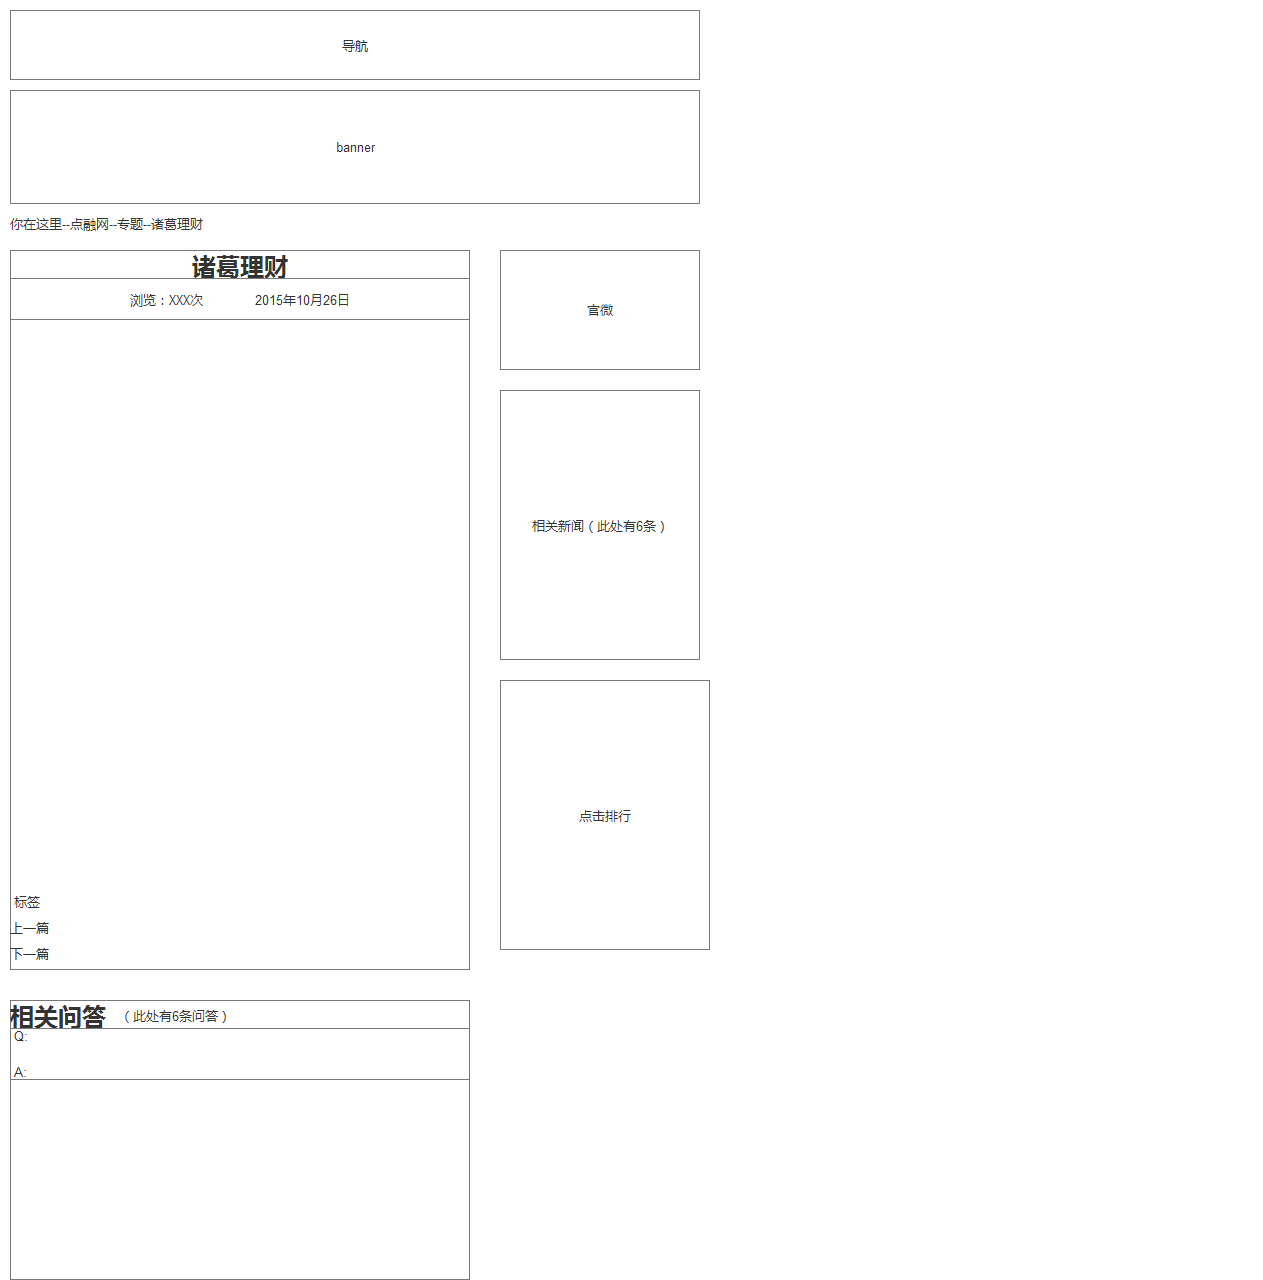 导航
banner
你在这里--点融网--专题--诸葛理财
诸葛理财
浏览：XXX次 2015年10月26日
官微
相关新闻（此处有6条）
点击排行
标签
上一篇
下一篇
相关问答 （此处有6条问答）
Q:
A: